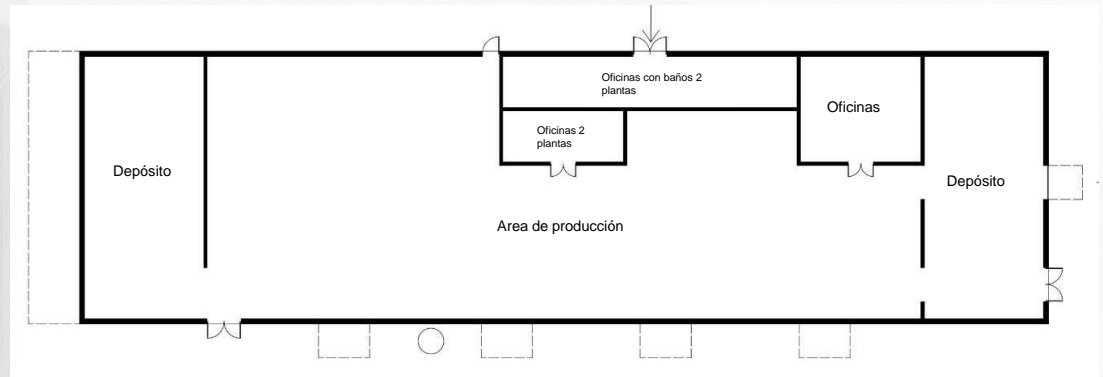 Oficinas con baños 2
plantas
Oficinas
Oficinas 2
plantas
Depósito
Depósito
Area de producción